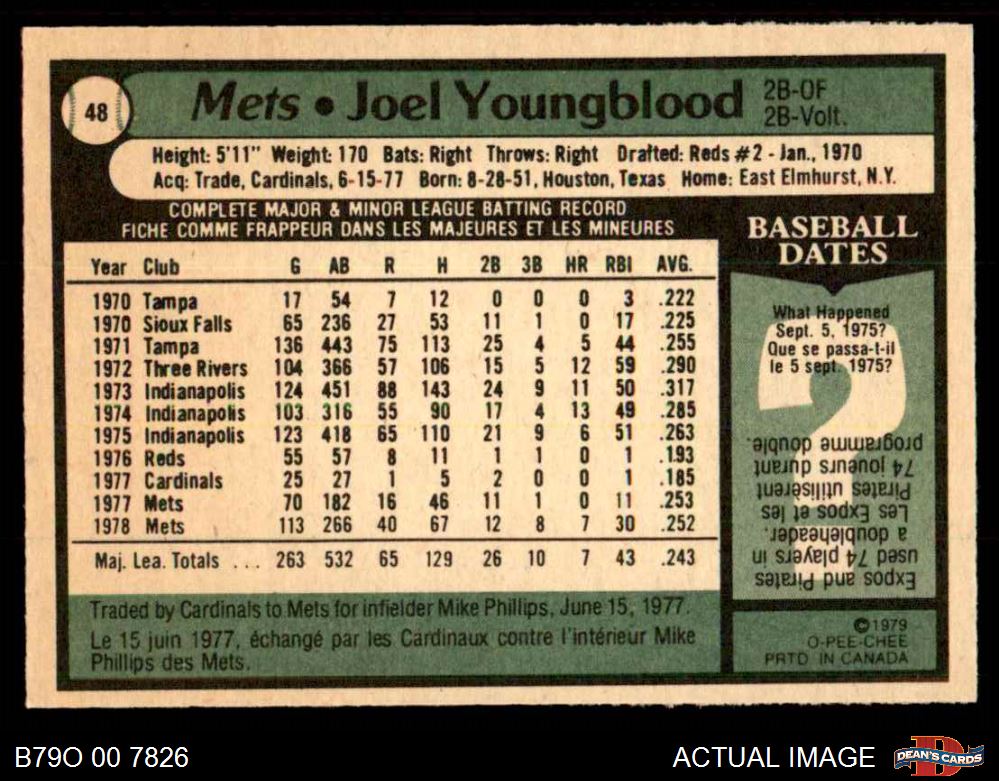 48
Mets • Joel Youngblood
2B-OF
2B-Volt.
Height: 5'11" Weight: 170 Bats: Right Throws: Right Drafted: Reds #2 - Jan., 1970
Acq: Trade, Cardinals, 6-15-77 Born: 8-28-51, Houston, Texas Home: East Elmhurst, N.Y.
COMPLETE MAJOR & MINOR LEAGUE BATTING RECORD
FICHE COMME FRAPPEUR DANS LES MAJEURES ET LES MINEURES
Year Club G AB R H 2B 3B HR RBI AVG.
1970 Tampa 17 54 7 12 0 0 0 3 .222
1970 Sioux Falls 65 236 27 53 11 1 0 17 .225
1971 Tampa 136 443 75 113 25 4 5 44 .255
1972 Three Rivers 104 366 57 106 15 5 12 59 .290
1973 Indianapolis 124 451 88 143 24 9 11 50 .317
1974 Indianapolis 103 316 55 90 17 4 13 49 .285
1975 Indianapolis 123 418 65 110 21 9 6 51 .263
1976 Reds 55 57 8 11 1 1 0 1 .193
1977 Cardinals 25 27 1 5 2 0 0 1 .185
1977 Mets 70 182 16 46 11 1 0 11 .253
1978 Mets 113 266 40 67 12 8 7 30 .252
Maj. Lea. Totals ... 263 532 65 129 26 10 7 43 .243
Traded by Cardinals to Mets for infielder Mike Phillips, June 15, 1977.
Le 15 juin 1977, échangé par les Cardinaux contre l'intérieur Mike
Phillips des Mets.
BASEBALL
DATES
What Happened
Sept. 5, 1975?
Que se passa-t-il
le 5 sept. 1975?
Expos and Pirates
used 74 players in
a doubleheader.
Les Expos et les
Pirates utilisèrent
74 joueurs durant
programme double.
©1979
O-PEE-CHEE
PRTD IN CANADA
B79O 00 7826
ACTUAL IMAGE
DEAN'S CARDS